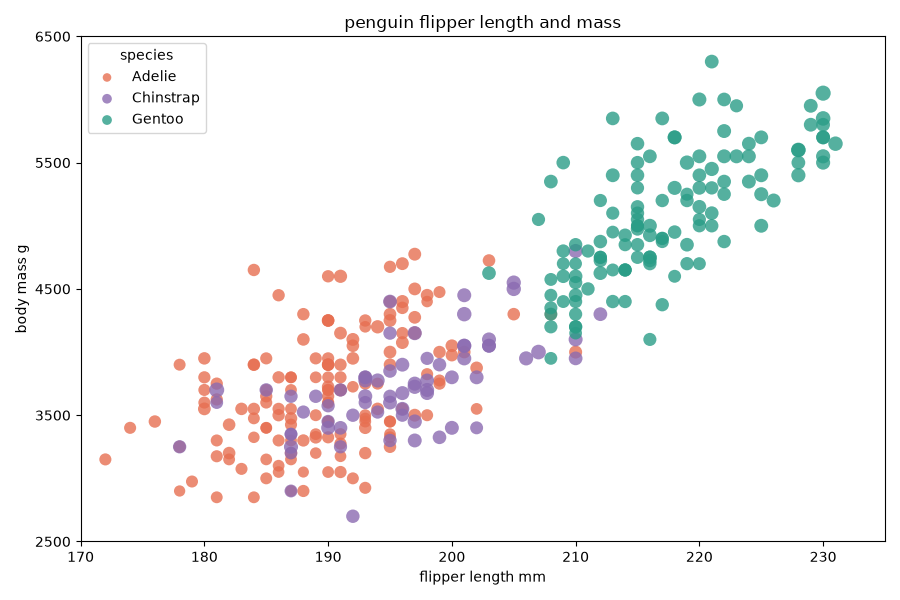 penguin flipper length and mass
species
Adelie
Chinstrap
Gentoo
body mass g
6500
5500
4500
3500
2500
170 180 190 200 210 220 230
flipper length mm